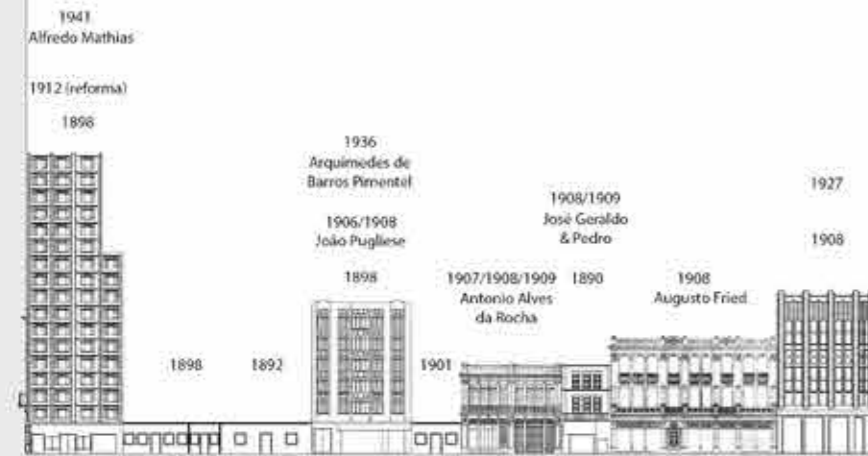 1941
Alfredo Mathias
1912 (reforma)
1898
1898
1892
1936
Arquimedes de
Barros Pimentel
1906/1908
João Pugliese
1898
1901
1907/1908/1909
Antonio Alves
da Rocha
1908/1909
José Geraldo
& Pedro
1890
1908
Augusto Fried
1927
1908